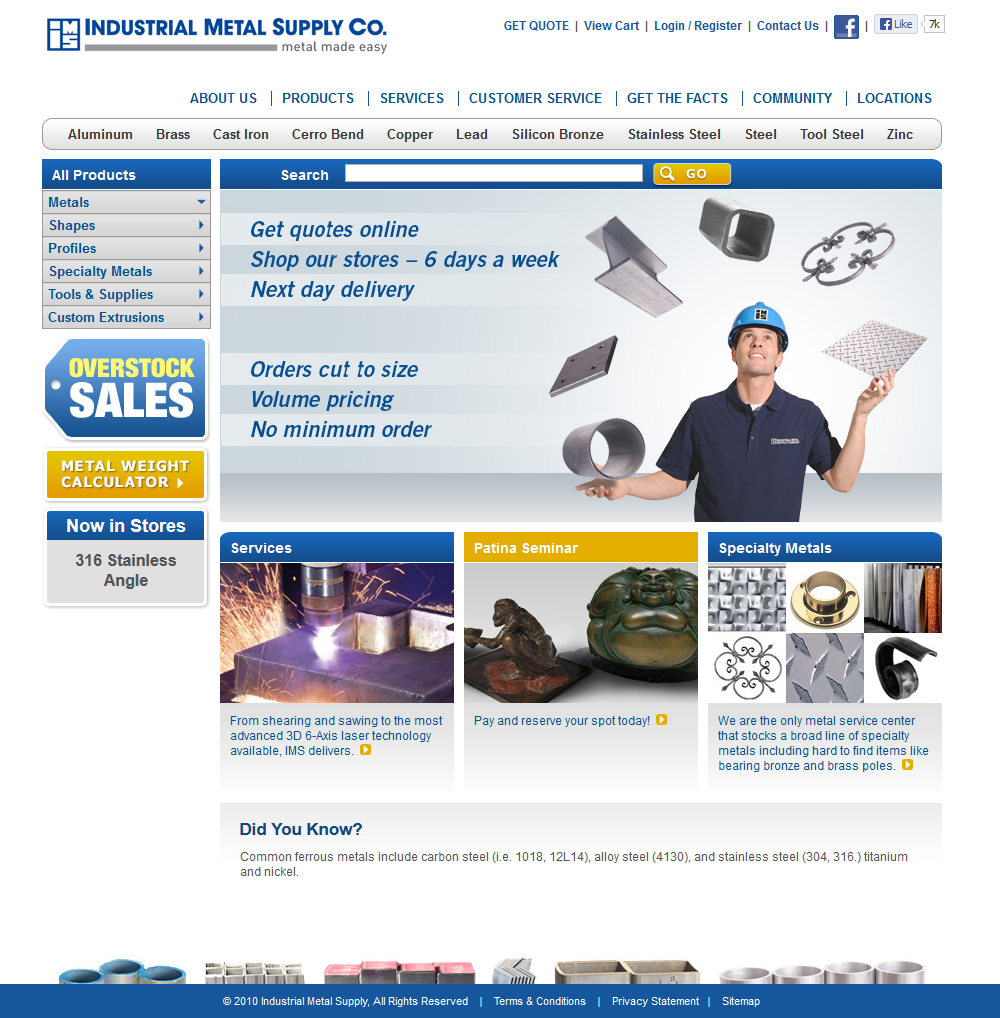 IMS INDUSTRIAL METAL SUPPLY CO.
metal made easy
GET QUOTE | View Cart | Login / Register | Contact Us | f | f Like 7k
ABOUT US | PRODUCTS | SERVICES | CUSTOMER SERVICE | GET THE FACTS | COMMUNITY | LOCATIONS
Aluminum Brass Cast Iron Cerro Bend Copper Lead Silicon Bronze Stainless Steel Steel Tool Steel Zinc
All Products
Metals
Shapes
Profiles
Specialty Metals
Tools & Supplies
Custom Extrusions
OVERSTOCK
SALES
METAL WEIGHT
CALCULATOR
Now in Stores
316 Stainless
Angle
Search GO
Get quotes online
Shop our stores – 6 days a week
Next day delivery
Orders cut to size
Volume pricing
No minimum order
IMS
Services
From shearing and sawing to the most
advanced 3D 6-Axis laser technology
available, IMS delivers.
Patina Seminar
Pay and reserve your spot today!
Specialty Metals
We are the only metal service center
that stocks a broad line of specialty
metals including hard to find items like
bearing bronze and brass poles.
Did You Know?
Common ferrous metals include carbon steel (i.e. 1018, 12L14), alloy steel (4130), and stainless steel (304, 316.) titanium
and nickel.
© 2010 Industrial Metal Supply, All Rights Reserved | Terms & Conditions | Privacy Statement | Sitemap